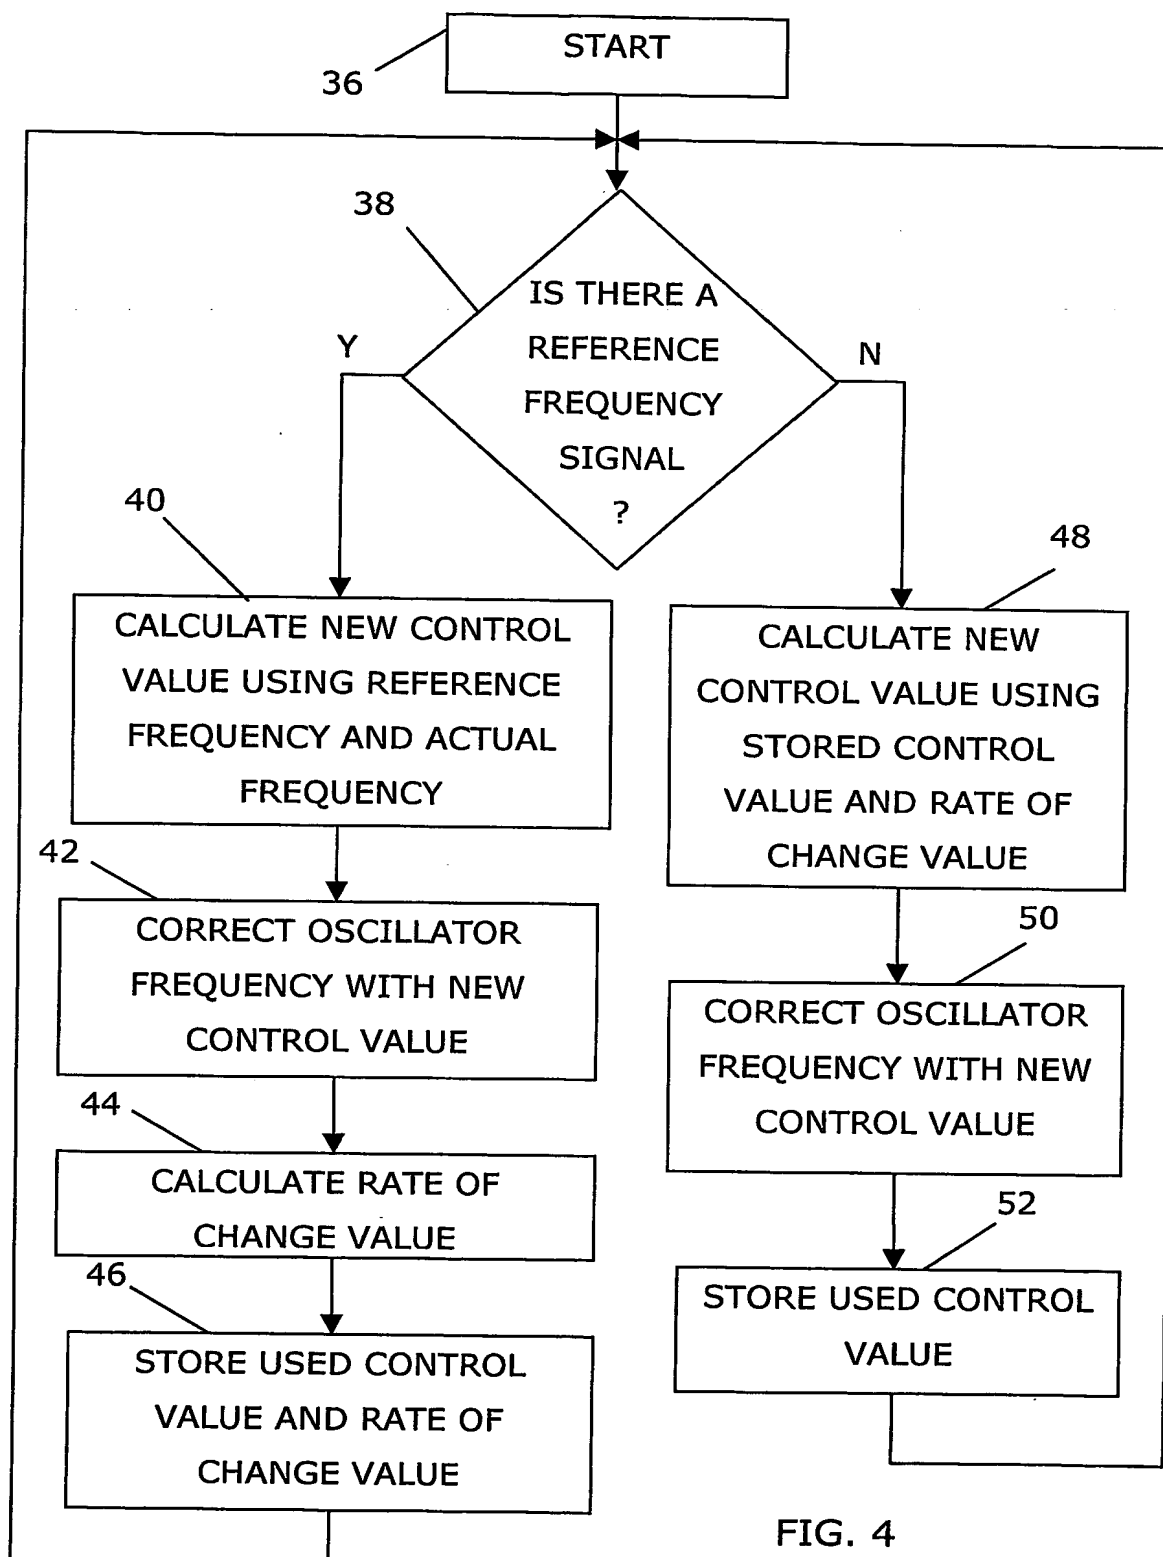 START
36
38
IS THERE A
REFERENCE
FREQUENCY
SIGNAL
?
Y
N
40
CALCULATE NEW CONTROL
VALUE USING REFERENCE
FREQUENCY AND ACTUAL
FREQUENCY
42
CORRECT OSCILLATOR
FREQUENCY WITH NEW
CONTROL VALUE
44
CALCULATE RATE OF
CHANGE VALUE
46
STORE USED CONTROL
VALUE AND RATE OF
CHANGE VALUE
48
CALCULATE NEW
CONTROL VALUE USING
STORED CONTROL
VALUE AND RATE OF
CHANGE VALUE
50
CORRECT OSCILLATOR
FREQUENCY WITH NEW
CONTROL VALUE
52
STORE USED CONTROL
VALUE
FIG. 4